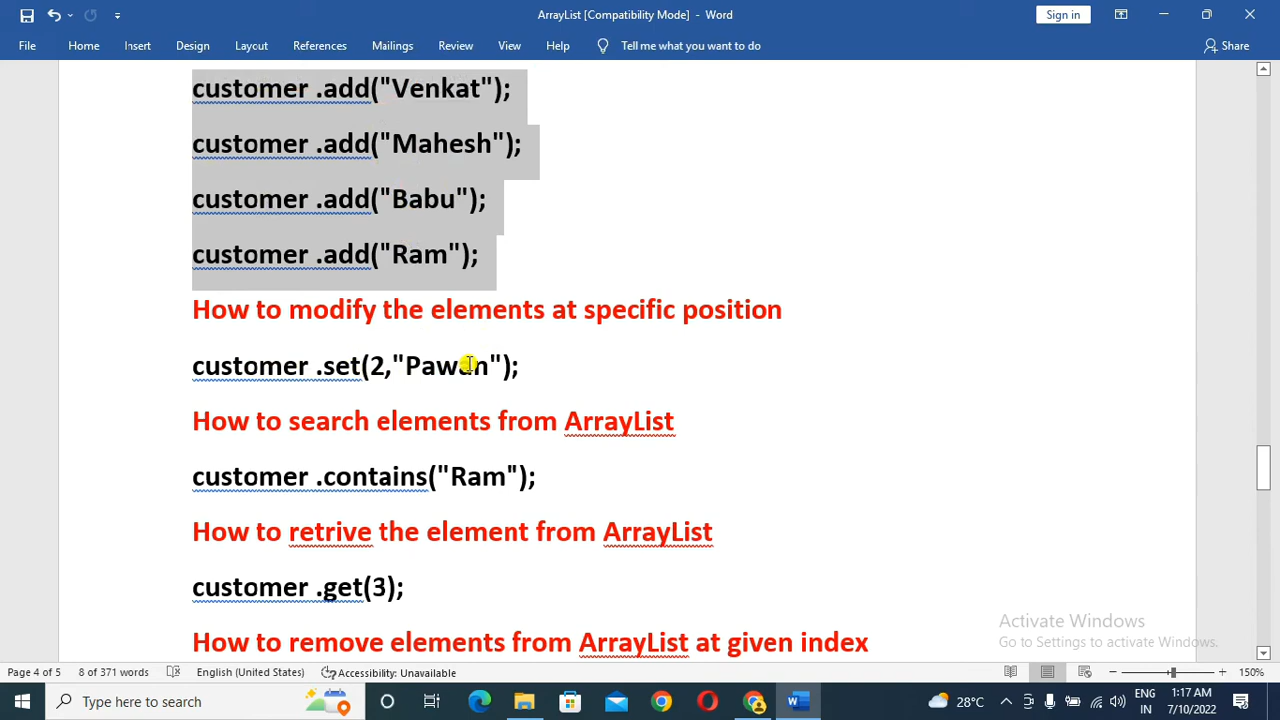 ArrayList [Compatibility Mode] - Word
Sign in
File Home Insert Design Layout References Mailings Review View Help Tell me what you want to do Share
customer .add("Venkat");
customer .add("Mahesh");
customer .add("Babu");
customer .add("Ram");
How to modify the elements at specific position
customer .set(2,"Pawan");
How to search elements from ArrayList
customer .contains("Ram");
How to retrive the element from ArrayList
customer .get(3);
How to remove elements from ArrayList at given index
Activate Windows
Go to Settings to activate Windows.
Page 4 of 5 8 of 371 words English (United States) Accessibility: Unavailable 150%
Type here to search
28°C
ENG
IN
1:17 AM
7/10/2022